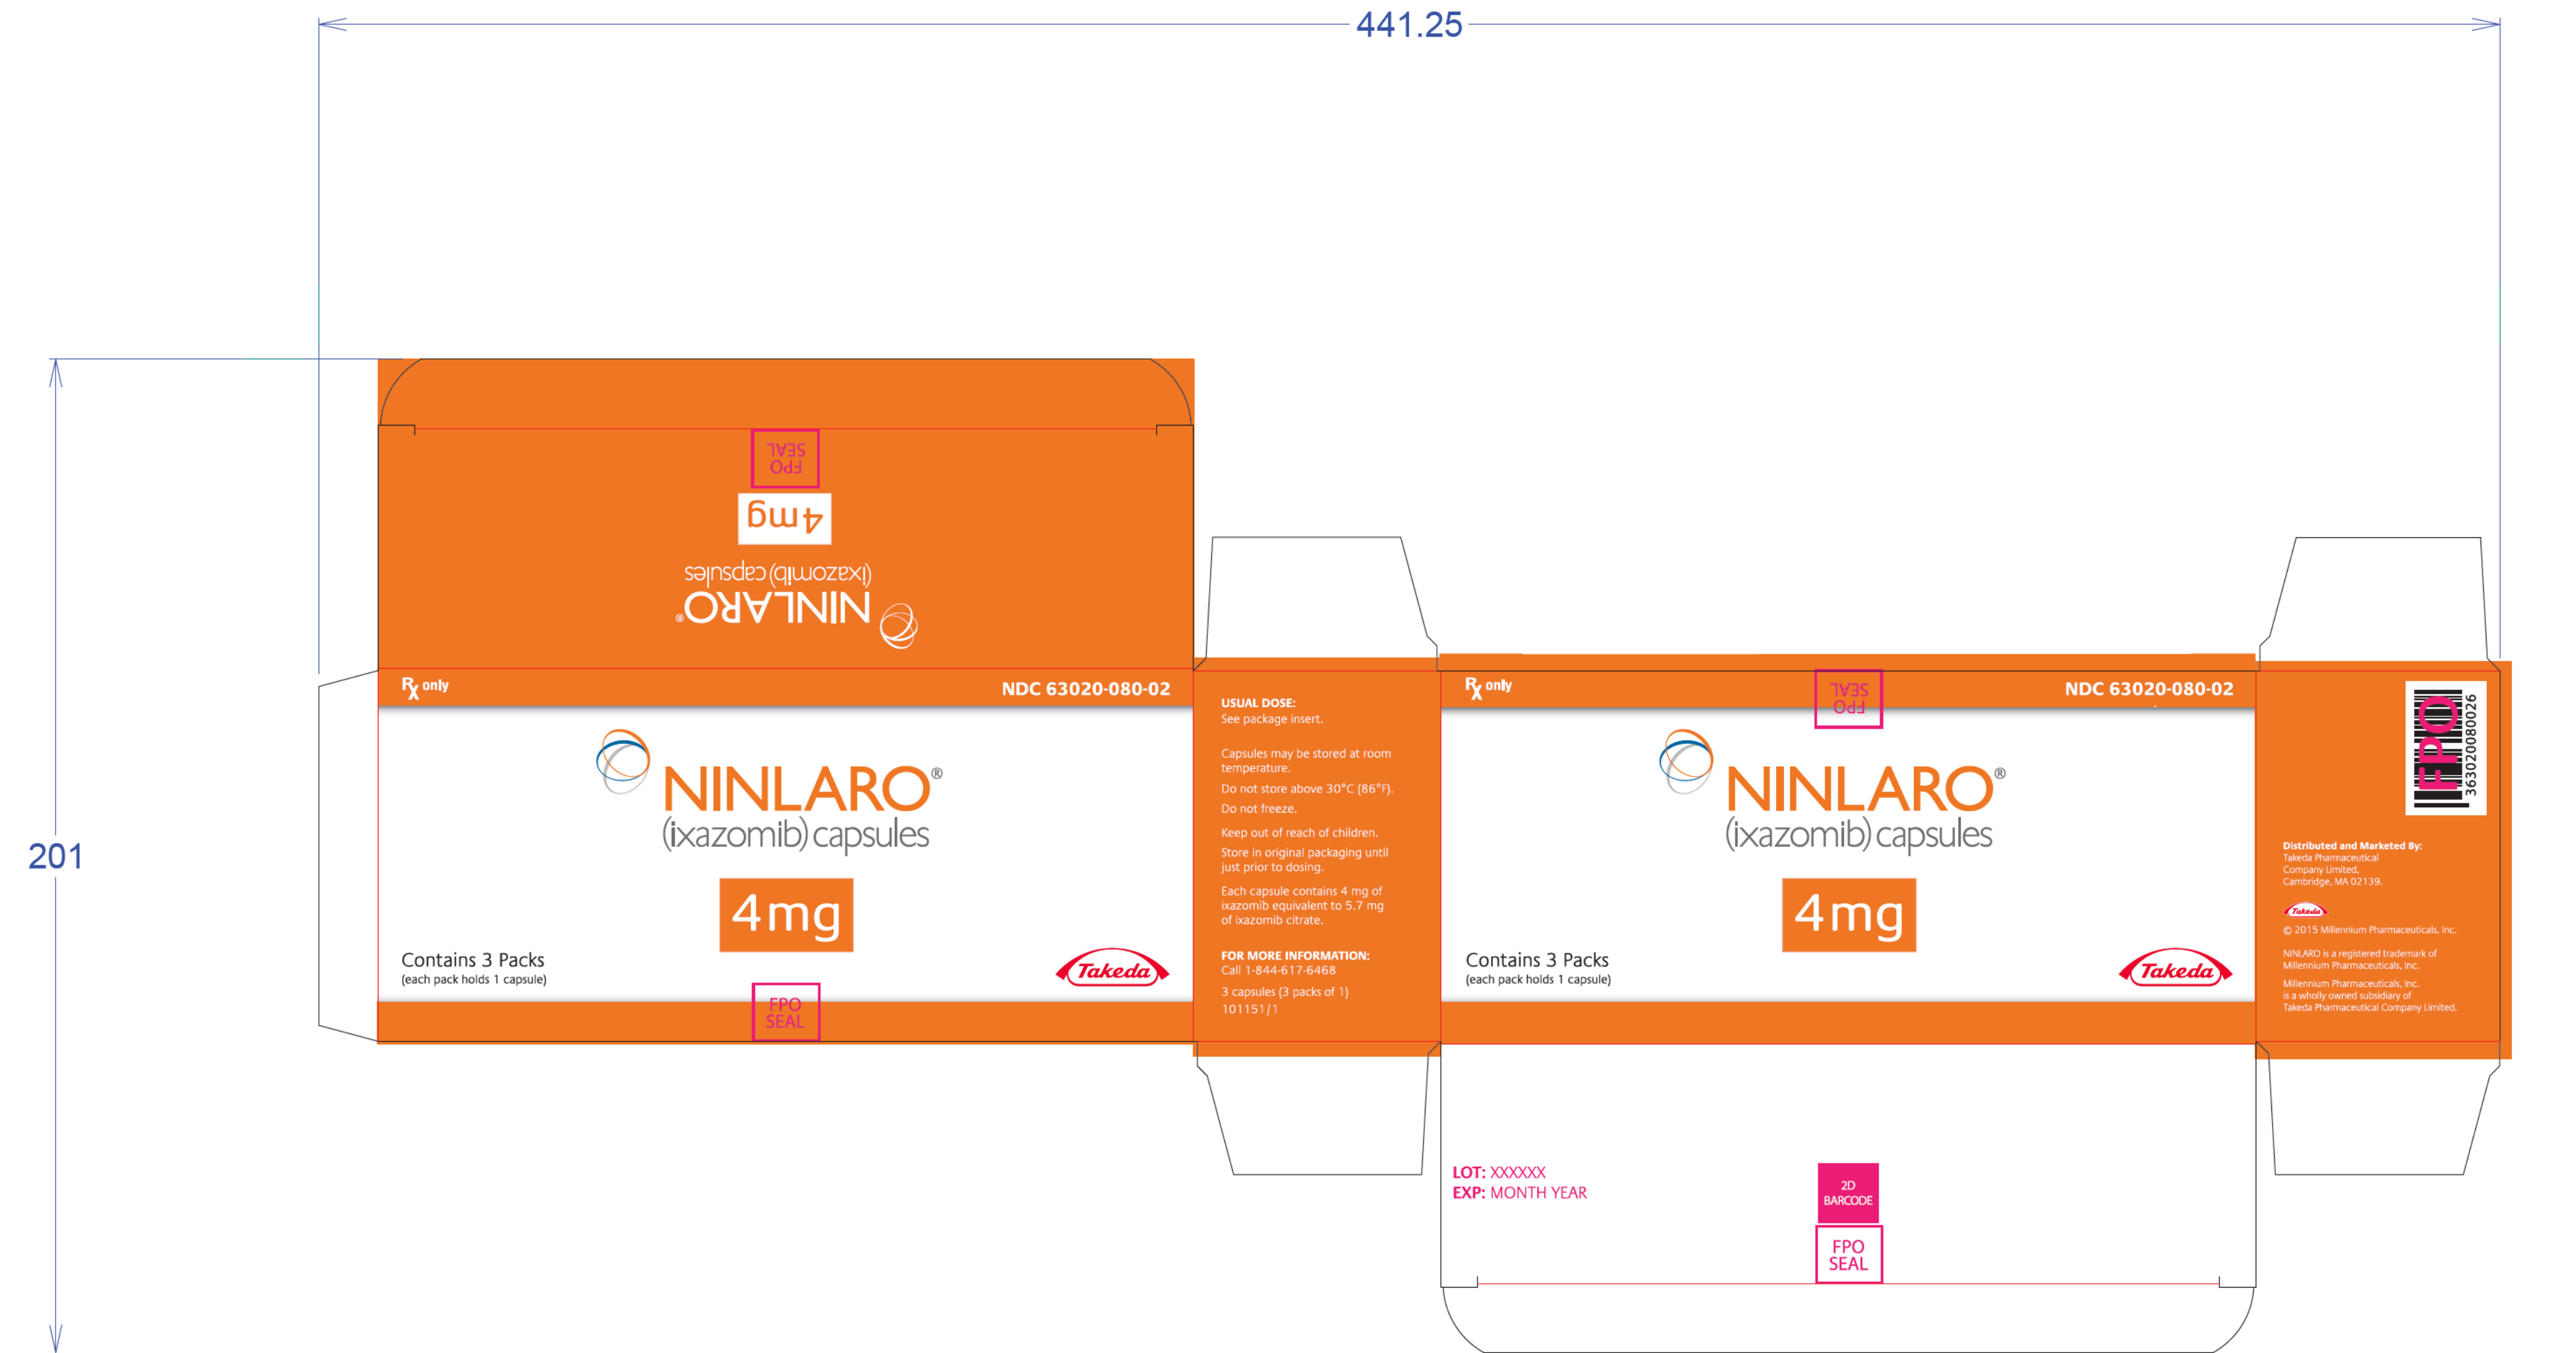 441.25
201
FPO
SEAL
4mg
(ixazomib) capsules
NINLARO®
Rx only
NDC 63020-080-02
NINLARO®
(ixazomib) capsules
4mg
Contains 3 Packs
(each pack holds 1 capsule)
Takeda
FPO
SEAL
USUAL DOSE:
See package insert.
Capsules may be stored at room
temperature.
Do not store above 30°C (86°F).
Do not freeze.
Keep out of reach of children.
Store in original packaging until
just prior to dosing.
Each capsule contains 4 mg of
ixazomib equivalent to 5.7 mg
of ixazomib citrate.
FOR MORE INFORMATION:
Call 1-844-617-6468
3 capsules (3 packs of 1)
101151/1
Rx only
FPO
SEAL
NDC 63020-080-02
NINLARO®
(ixazomib) capsules
4mg
Contains 3 Packs
(each pack holds 1 capsule)
Takeda
LOT: XXXXXX
EXP: MONTH YEAR
2D
BARCODE
FPO
SEAL
FPO
363020080026
Distributed and Marketed By:
Takeda Pharmaceutical
Company Limited,
Cambridge, MA 02139.
Takeda
© 2015 Millennium Pharmaceuticals, Inc.
NINLARO is a registered trademark of
Millennium Pharmaceuticals, Inc.
Millennium Pharmaceuticals, Inc.
is a wholly owned subsidiary of
Takeda Pharmaceutical Company Limited.